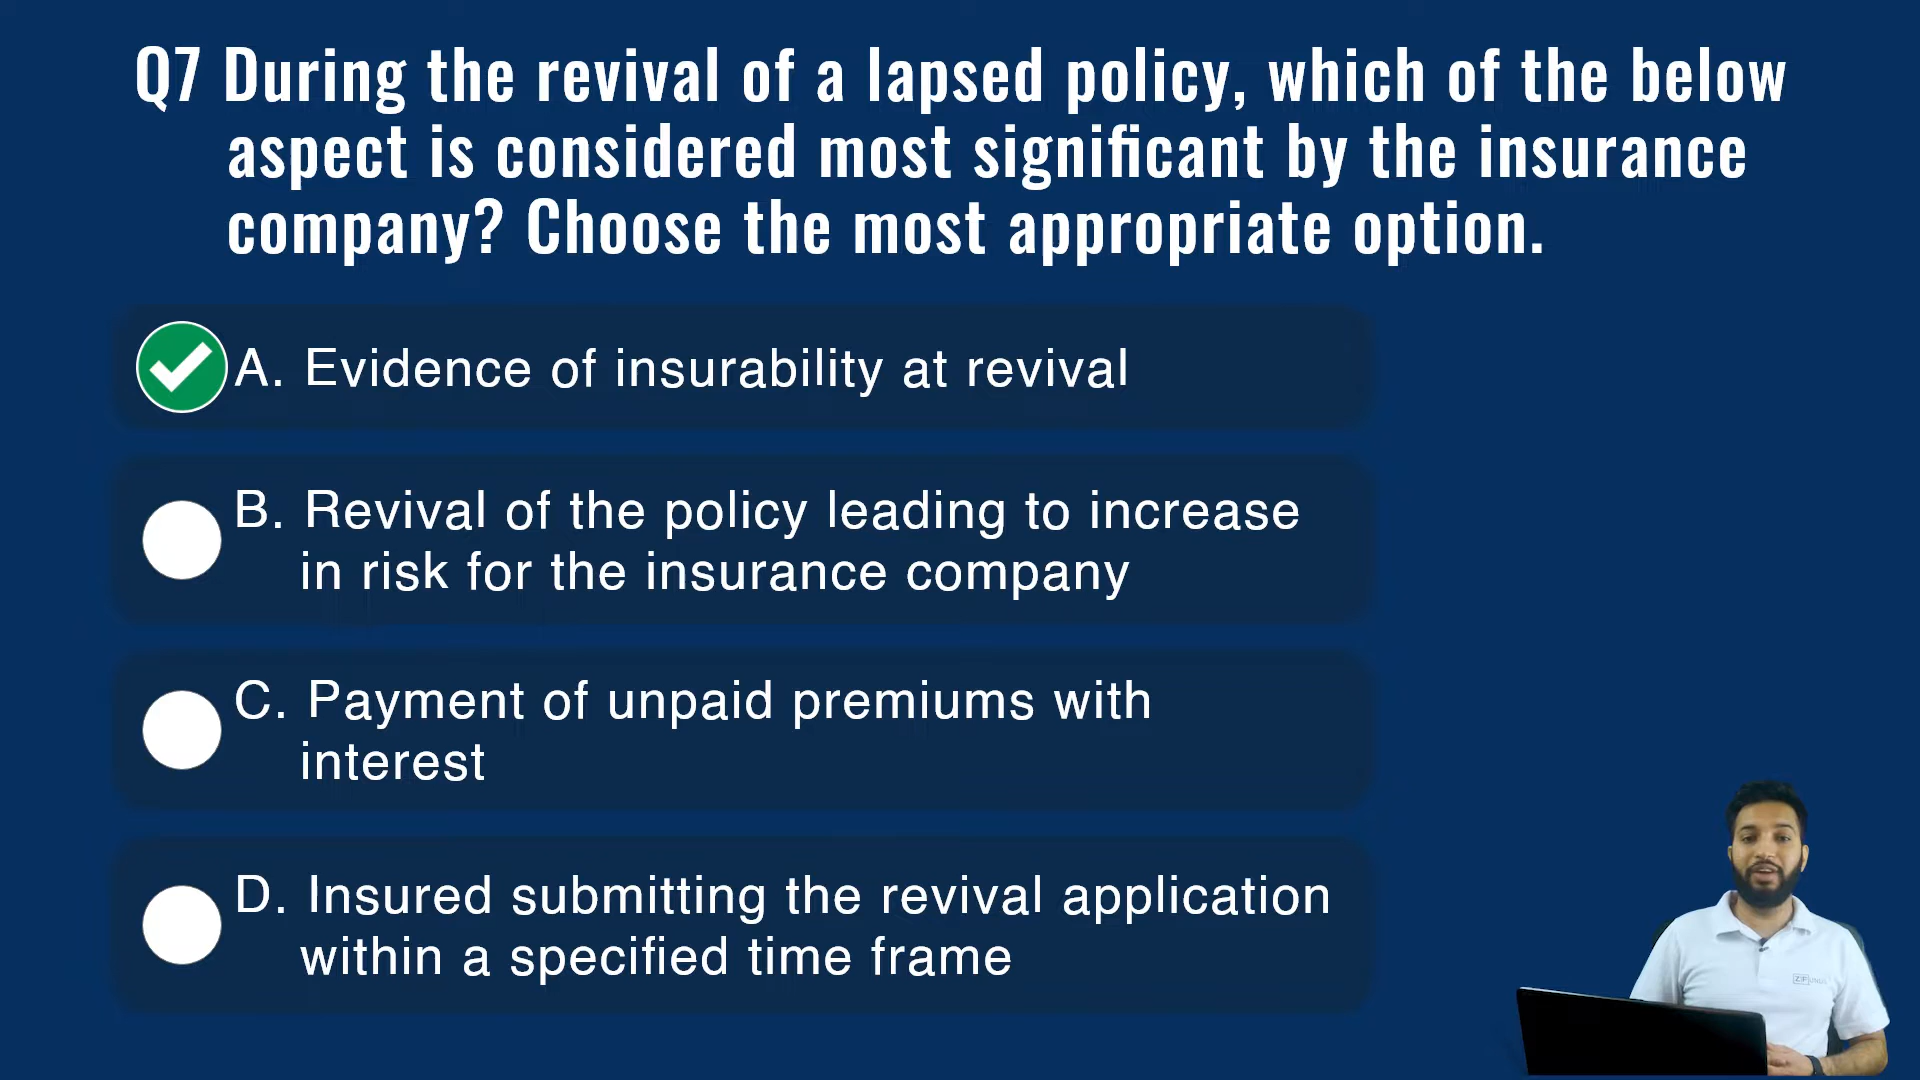 Q7 During the revival of a lapsed policy, which of the below
aspect is considered most significant by the insurance
company? Choose the most appropriate option.
A. Evidence of insurability at revival
B. Revival of the policy leading to increase
in risk for the insurance company
C. Payment of unpaid premiums with
interest
D. Insured submitting the revival application
within a specified time frame